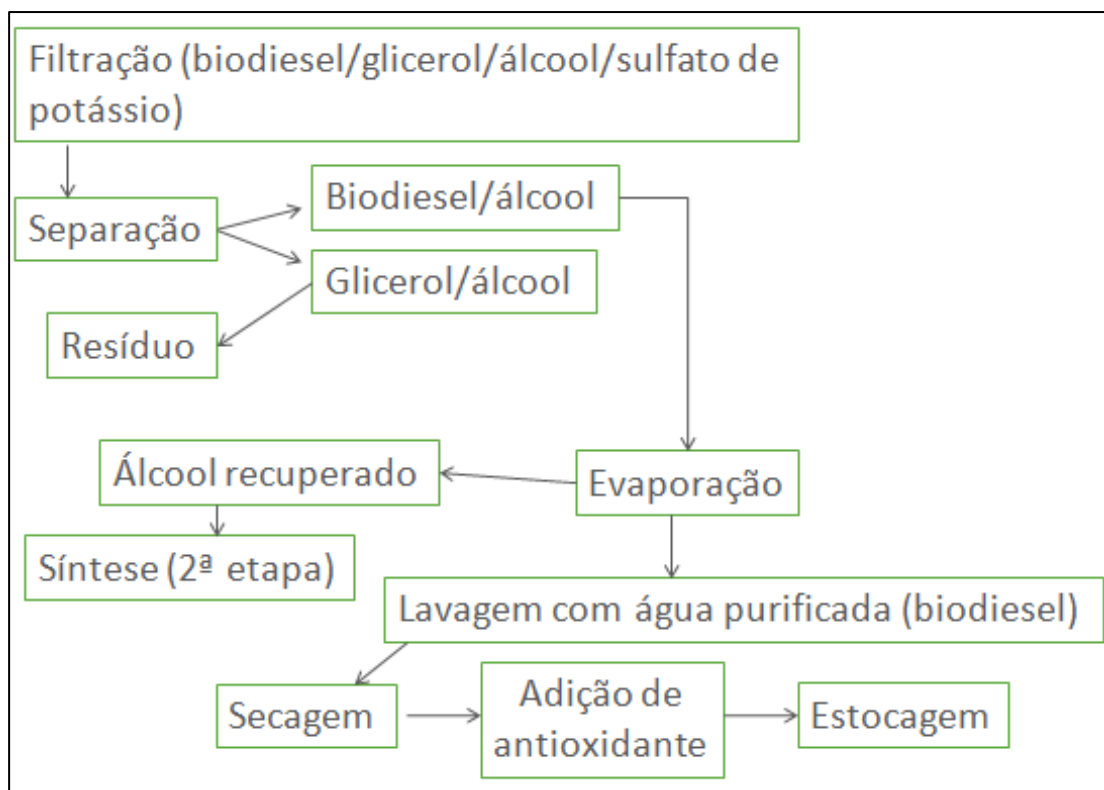 Filtração (biodiesel/glicerol/álcool/sulfato de
potássio)
Biodiesel/álcool
Separação
Glicerol/álcool
Resíduo
Álcool recuperado
Evaporação
Síntese (2ª etapa)
Lavagem com água purificada (biodiesel)
Secagem
Adição de
antioxidante
Estocagem